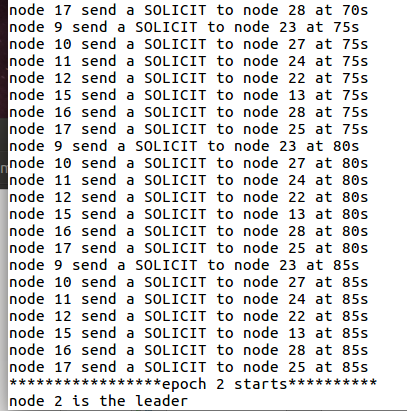 node 17 send a SOLICIT to node 28 at 70s
node 9 send a SOLICIT to node 23 at 75s
node 10 send a SOLICIT to node 27 at 75s
node 11 send a SOLICIT to node 24 at 75s
node 12 send a SOLICIT to node 22 at 75s
node 15 send a SOLICIT to node 13 at 75s
node 16 send a SOLICIT to node 28 at 75s
node 17 send a SOLICIT to node 25 at 75s
node 9 send a SOLICIT to node 23 at 80s
node 10 send a SOLICIT to node 27 at 80s
node 11 send a SOLICIT to node 24 at 80s
node 12 send a SOLICIT to node 22 at 80s
node 15 send a SOLICIT to node 13 at 80s
node 16 send a SOLICIT to node 28 at 80s
node 17 send a SOLICIT to node 25 at 80s
node 9 send a SOLICIT to node 23 at 85s
node 10 send a SOLICIT to node 27 at 85s
node 11 send a SOLICIT to node 24 at 85s
node 12 send a SOLICIT to node 22 at 85s
node 15 send a SOLICIT to node 13 at 85s
node 16 send a SOLICIT to node 28 at 85s
node 17 send a SOLICIT to node 25 at 85s
*****************epoch 2 starts**********
node 2 is the leader